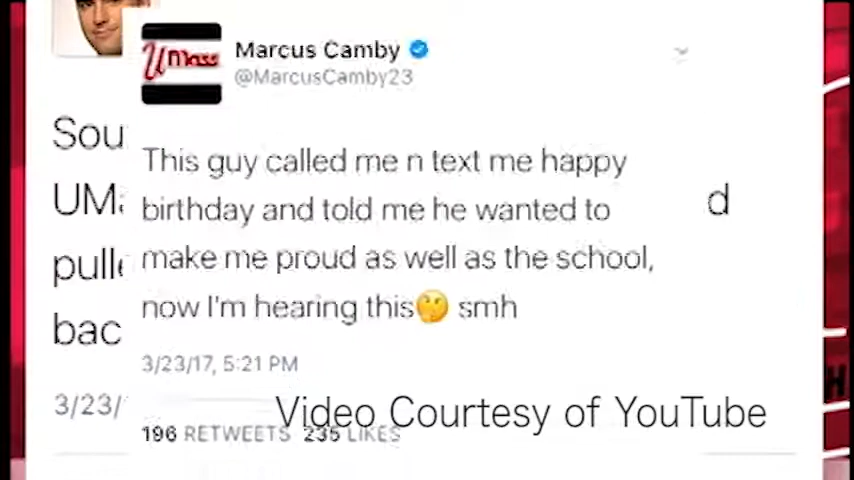 UMass
Marcus Camby
@MarcusCamby23
This guy called me n text me happy
birthday and told me he wanted to
make me proud as well as the school,
now I'm hearing this🤔 smh
3/23/17, 5:21 PM
196 RETWEETS 235 LIKES
Video Courtesy of YouTube
Sou
UMa
d
pulle
bac
3/23/
H